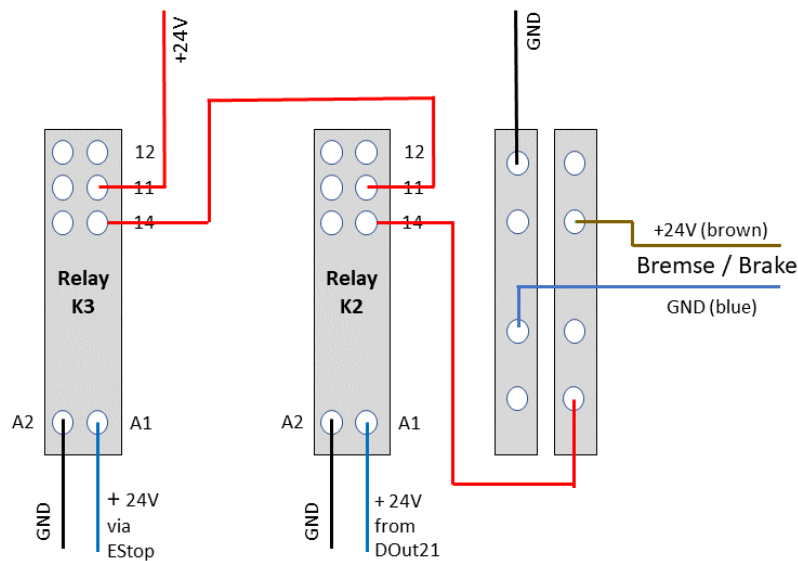 +24V
GND
12
11
14
Relay
K3
A2
A1
GND
+ 24V
via
EStop
12
11
14
Relay
K2
A2
A1
GND
+ 24V
from
DOut21
+24V (brown)
Bremse / Brake
GND (blue)